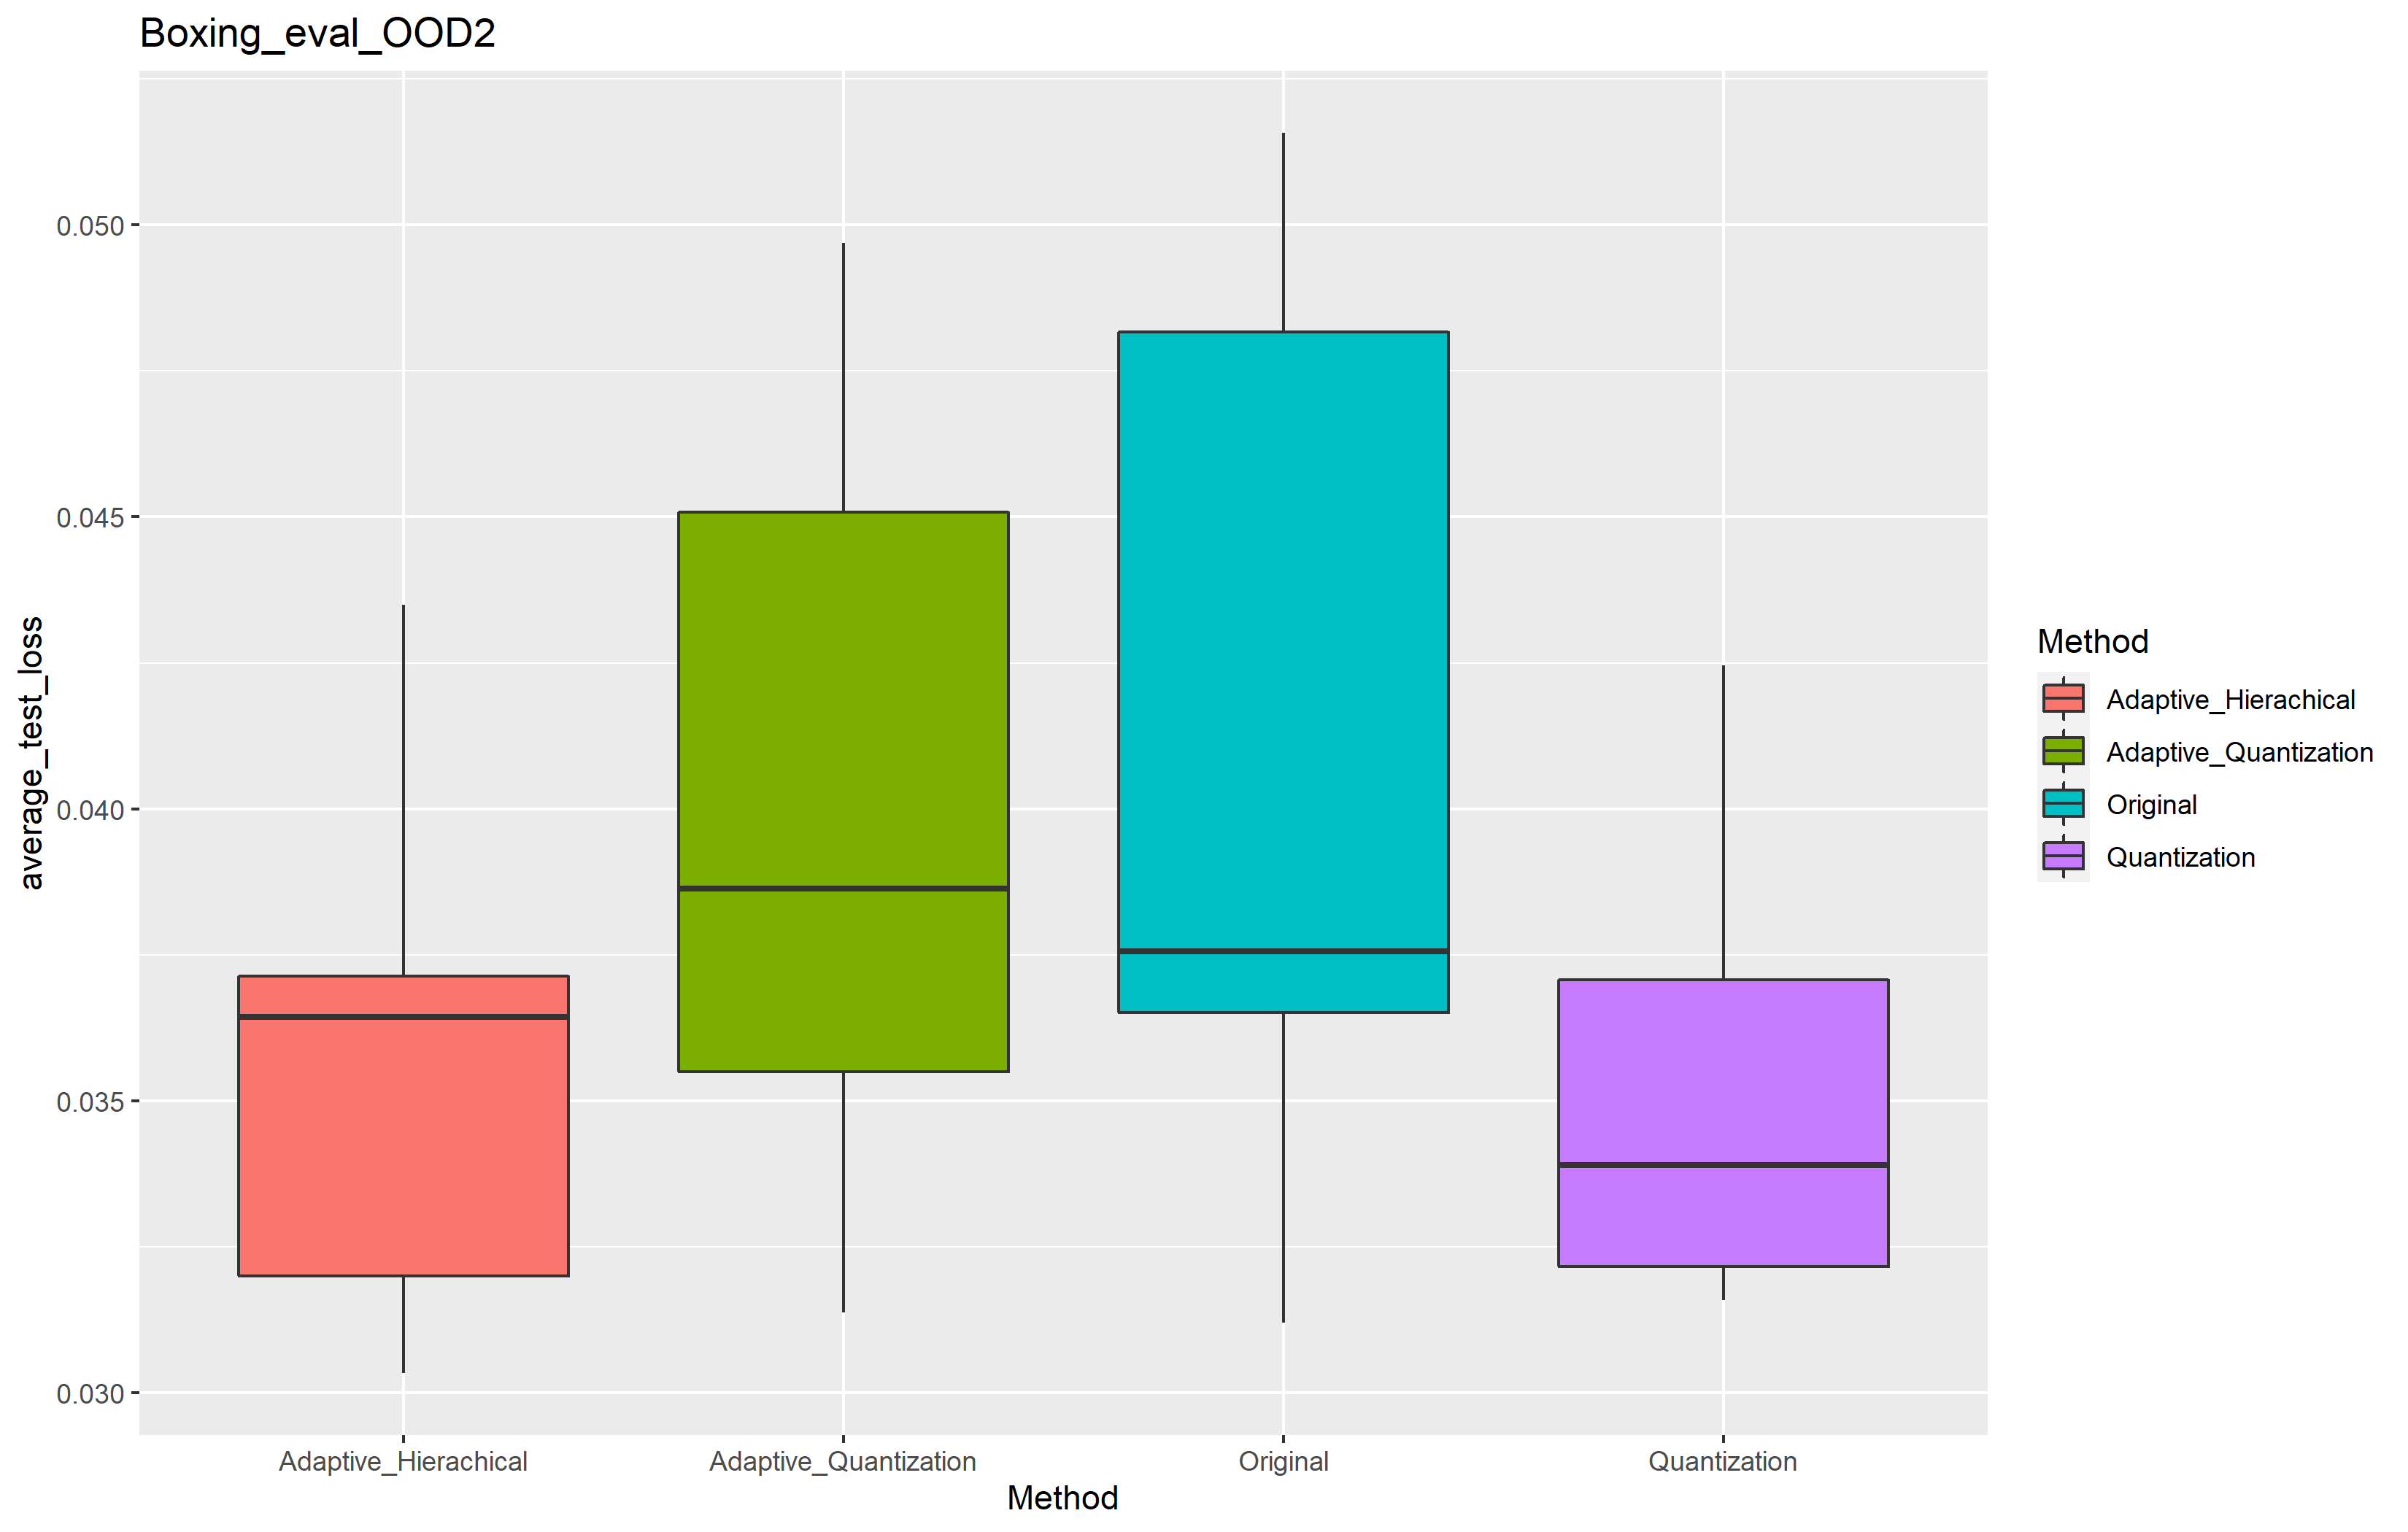 Boxing_eval_OOD2
average_test_loss
0.050
0.045
0.040
0.035
0.030
Adaptive_Hierachical
Adaptive_Quantization
Original
Quantization
Method
Method
Adaptive_Hierachical
Adaptive_Quantization
Original
Quantization